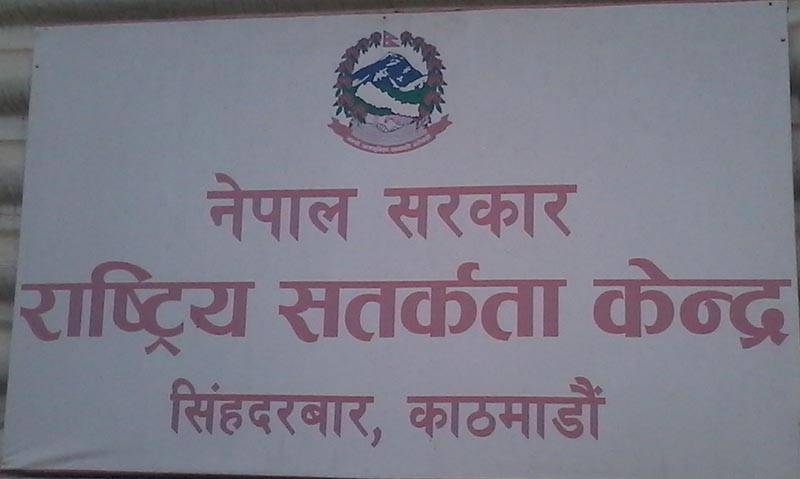 नेपाल सरकार
राष्ट्रिय सतर्कता केन्द्र
सिंहदरबार, काठमाडौं